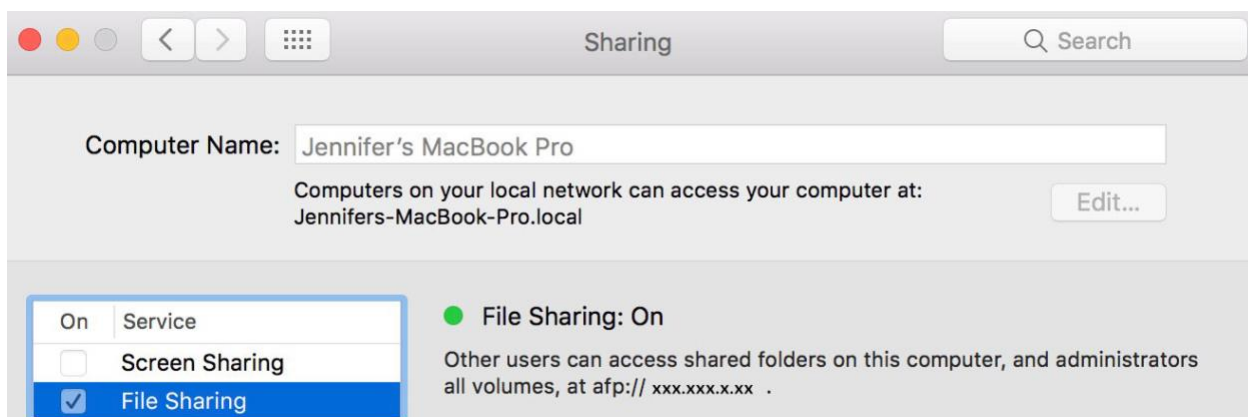 Sharing
Search
Computer Name: Jennifer’s MacBook Pro
Computers on your local network can access your computer at:
Jennifers-MacBook-Pro.local
Edit...
On Service
Screen Sharing
File Sharing
File Sharing: On
Other users can access shared folders on this computer, and administrators
all volumes, at afp:// xxx.xxx.x.xx .